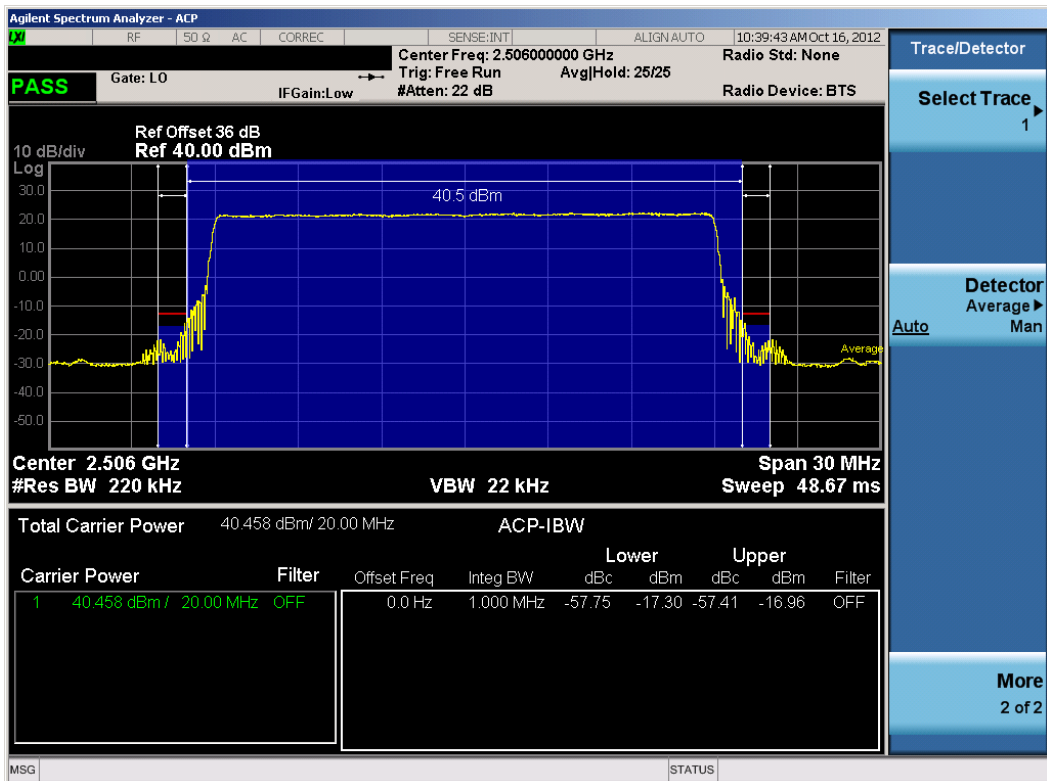 Agilent Spectrum Analyzer - ACP
LXI RF 50 Ω AC CORREC SENSE:INT ALIGN AUTO 10:39:43 AM Oct 16, 2012
Center Freq: 2.506000000 GHz Radio Std: None
Gate: LO Trig: Free Run Avg|Hold: 25/25
PASS IFGain:Low #Atten: 22 dB Radio Device: BTS
Ref Offset 36 dB
10 dB/div Ref 40.00 dBm
Log
30.0
20.0
10.0
0.00
-10.0
-20.0
-30.0
-40.0
-50.0
40.5 dBm
Average
Center 2.506 GHz Span 30 MHz
#Res BW 220 kHz VBW 22 kHz Sweep 48.67 ms
Total Carrier Power 40.458 dBm/ 20.00 MHz ACP-IBW
Lower Upper
Carrier Power Filter Offset Freq Integ BW dBc dBm dBc dBm Filter
1 40.458 dBm / 20.00 MHz OFF 0.0 Hz 1.000 MHz -57.75 -17.30 -57.41 -16.96 OFF
MSG STATUS
Trace/Detector
Select Trace
1
Detector
Average
Auto Man
More
2 of 2